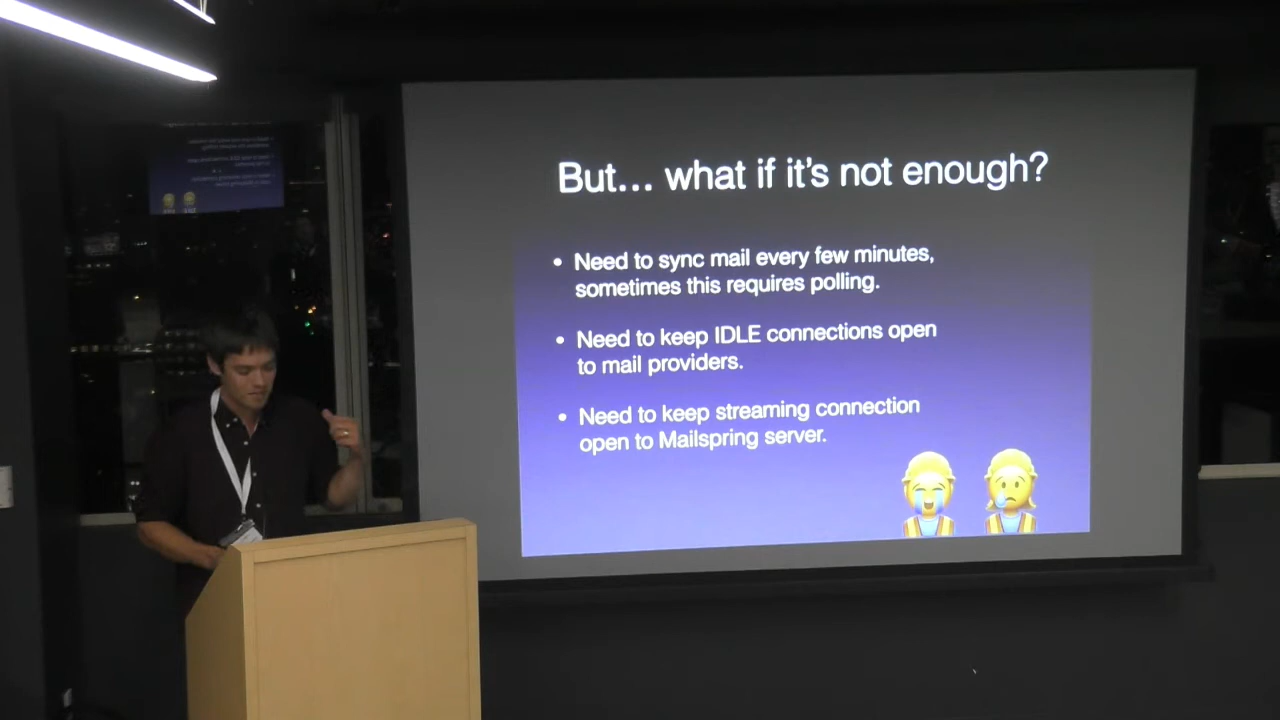 But... what if it's not enough?
• Need to sync mail every few minutes,
sometimes this requires polling.
• Need to keep IDLE connections open
to mail providers.
• Need to keep streaming connection
open to Mailspring server.